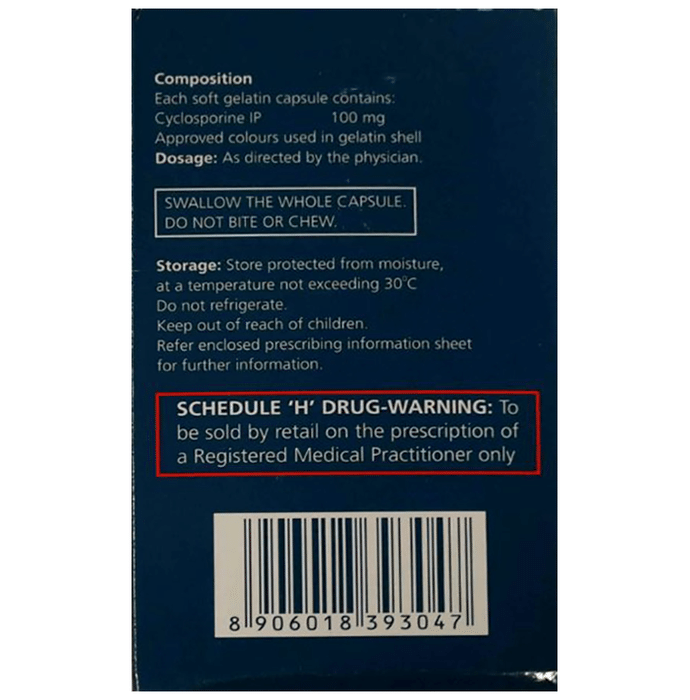 Composition
Each soft gelatin capsule contains:
Cyclosporine IP 100 mg
Approved colours used in gelatin shell
Dosage: As directed by the physician.
SWALLOW THE WHOLE CAPSULE.
DO NOT BITE OR CHEW.
Storage: Store protected from moisture,
at a temperature not exceeding 30°C
Do not refrigerate.
Keep out of reach of children.
Refer enclosed prescribing information sheet
for further information.
SCHEDULE 'H' DRUG-WARNING: To
be sold by retail on the prescription of
a Registered Medical Practitioner only
8 906018 393047